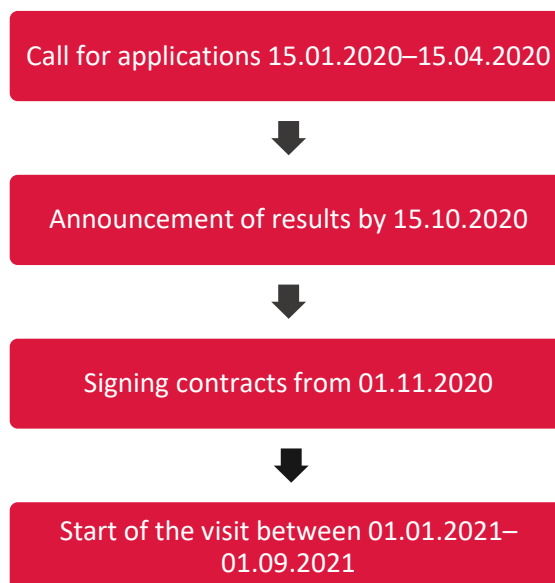 Call for applications 15.01.2020–15.04.2020
Announcement of results by 15.10.2020
Signing contracts from 01.11.2020
Start of the visit between 01.01.2021–
01.09.2021